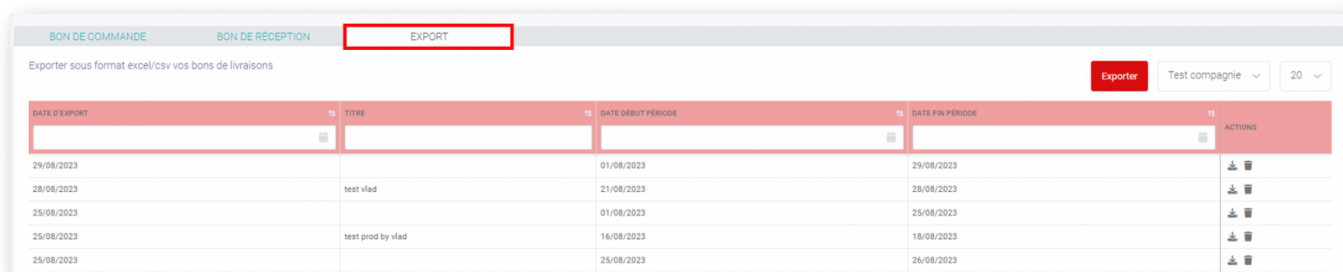 BON DE COMMANDE BON DE RÉCEPTION EXPORT
Exporter sous format excel/csv vos bons de livraisons
Exporter Test compagnie 20
DATE D'EXPORT TITRE DATE DÉBUT PÉRIODE DATE FIN PÉRIODE ACTIONS
29/08/2023 01/08/2023 29/08/2023
28/08/2023 test vlad 21/08/2023 28/08/2023
25/08/2023 01/08/2023 25/08/2023
25/08/2023 test prod by vlad 16/08/2023 18/08/2023
25/08/2023 25/08/2023 26/08/2023